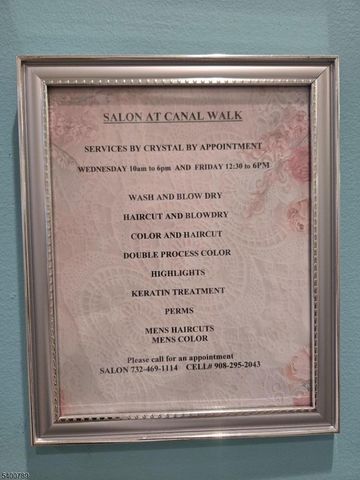 SALON AT CANAL WALK
SERVICES BY CRYSTAL BY APPOINTMENT
WEDNESDAY 10am to 6pm AND FRIDAY 12:30 to 6PM
WASH AND BLOW DRY
HAIRCUT AND BLOWDRY
COLOR AND HAIRCUT
DOUBLE PROCESS COLOR
HIGHLIGHTS
KERATIN TREATMENT
PERMS
MENS HAIRCUTS
MENS COLOR
Please call for an appointment
SALON 732-469-1114 CELL# 908-295-2043
5400789